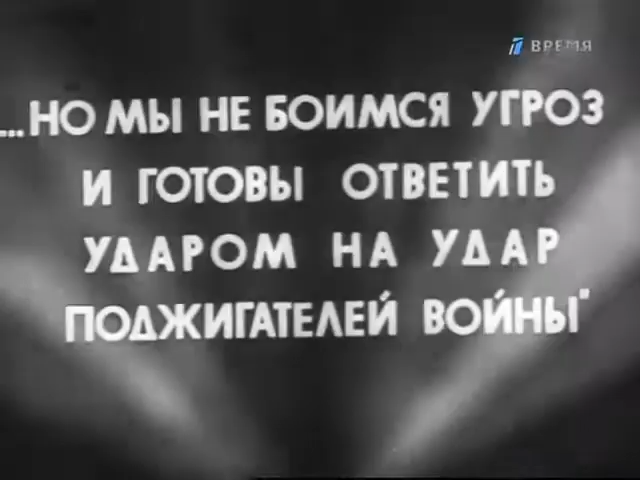 ВРЕМЯ
...НО МЫ НЕ БОИМСЯ УГРОЗ
И ГОТОВЫ ОТВЕТИТЬ
УДАРОМ НА УДАР
ПОДЖИГАТЕЛЕЙ ВОЙНЫ"